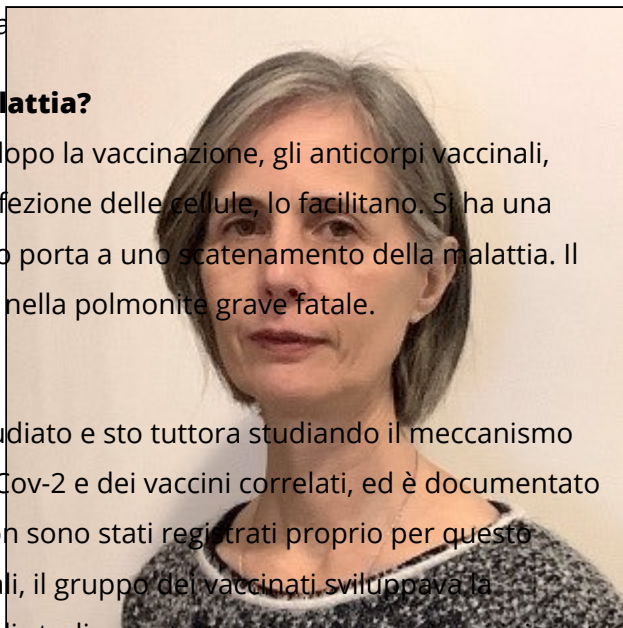 a
lattia?
dopo la vaccinazione, gli anticorpi vaccinali,
fezione delle cellule, lo facilitano. Si ha una
o porta a uno scatenamento della malattia. Il
nella polmonite grave fatale.
udiato e sto tuttora studiando il meccanismo
Cov-2 e dei vaccini correlati, ed è documentato
n sono stati registrati proprio per questo
ali, il gruppo dei vaccinati sviluppava la